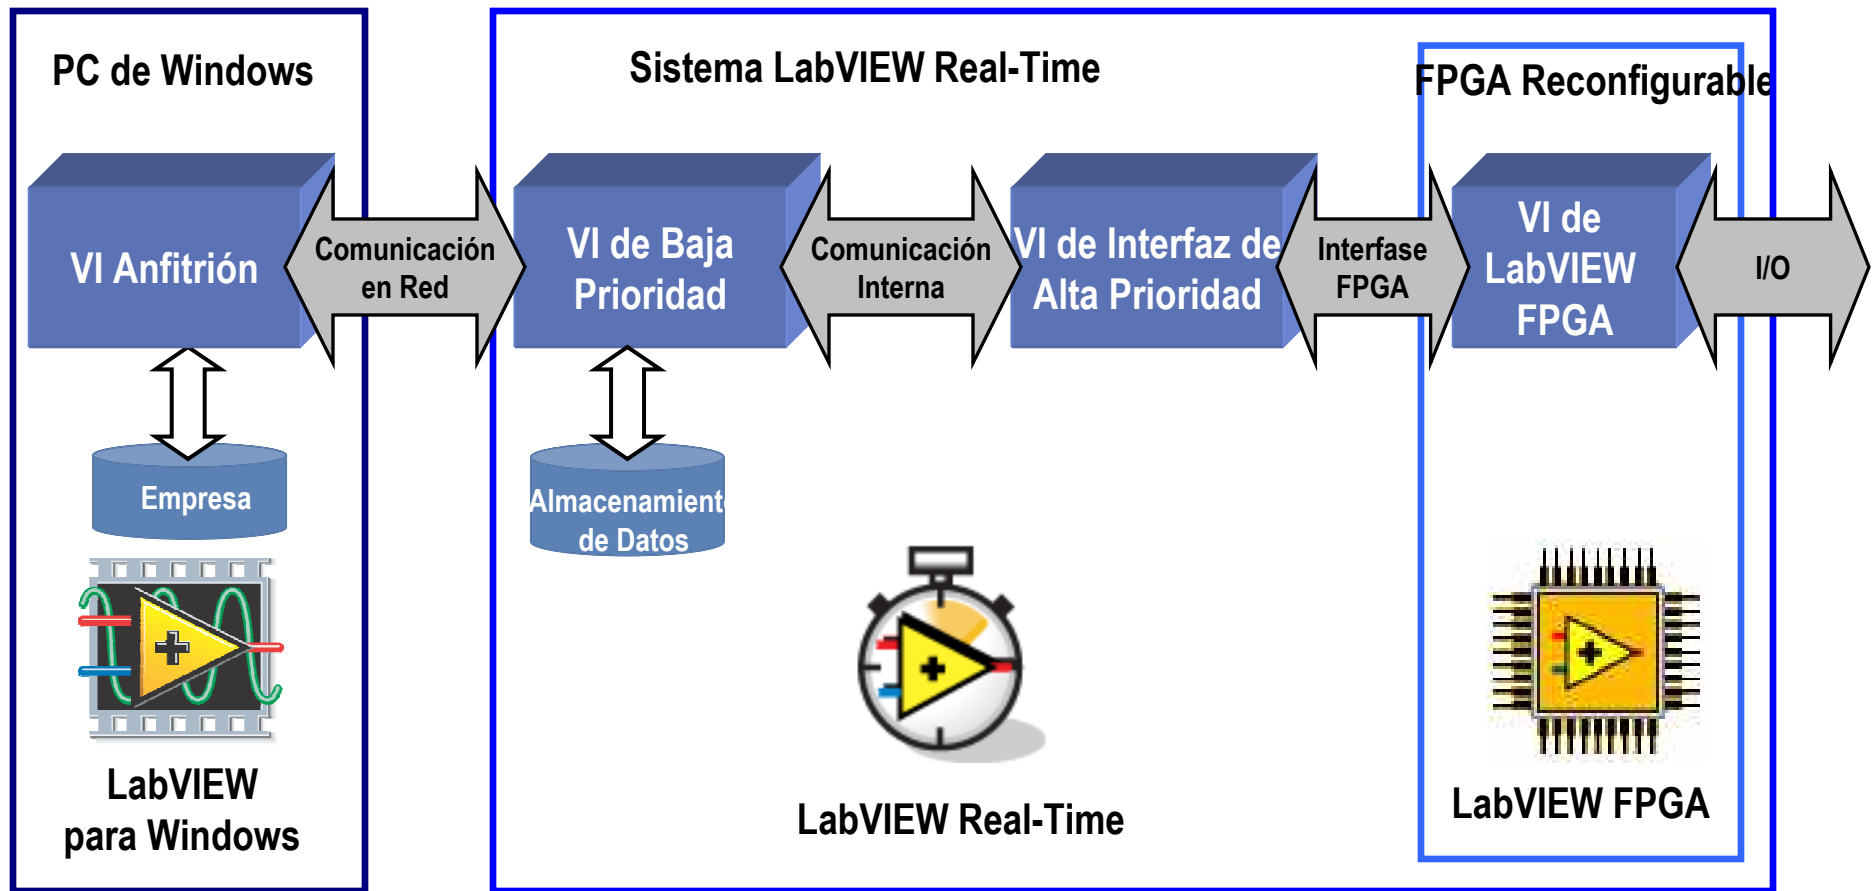 PC de Windows
Sistema LabVIEW Real-Time
FPGA Reconfigurable
VI Anfitrión
Comunicación
en Red
VI de Baja
Prioridad
Comunicación
Interna
VI de Interfaz de
Alta Prioridad
Interfase
FPGA
VI de
LabVIEW
FPGA
I/O
Empresa
Almacenamiento
de Datos
LabVIEW
para Windows
LabVIEW Real-Time
LabVIEW FPGA